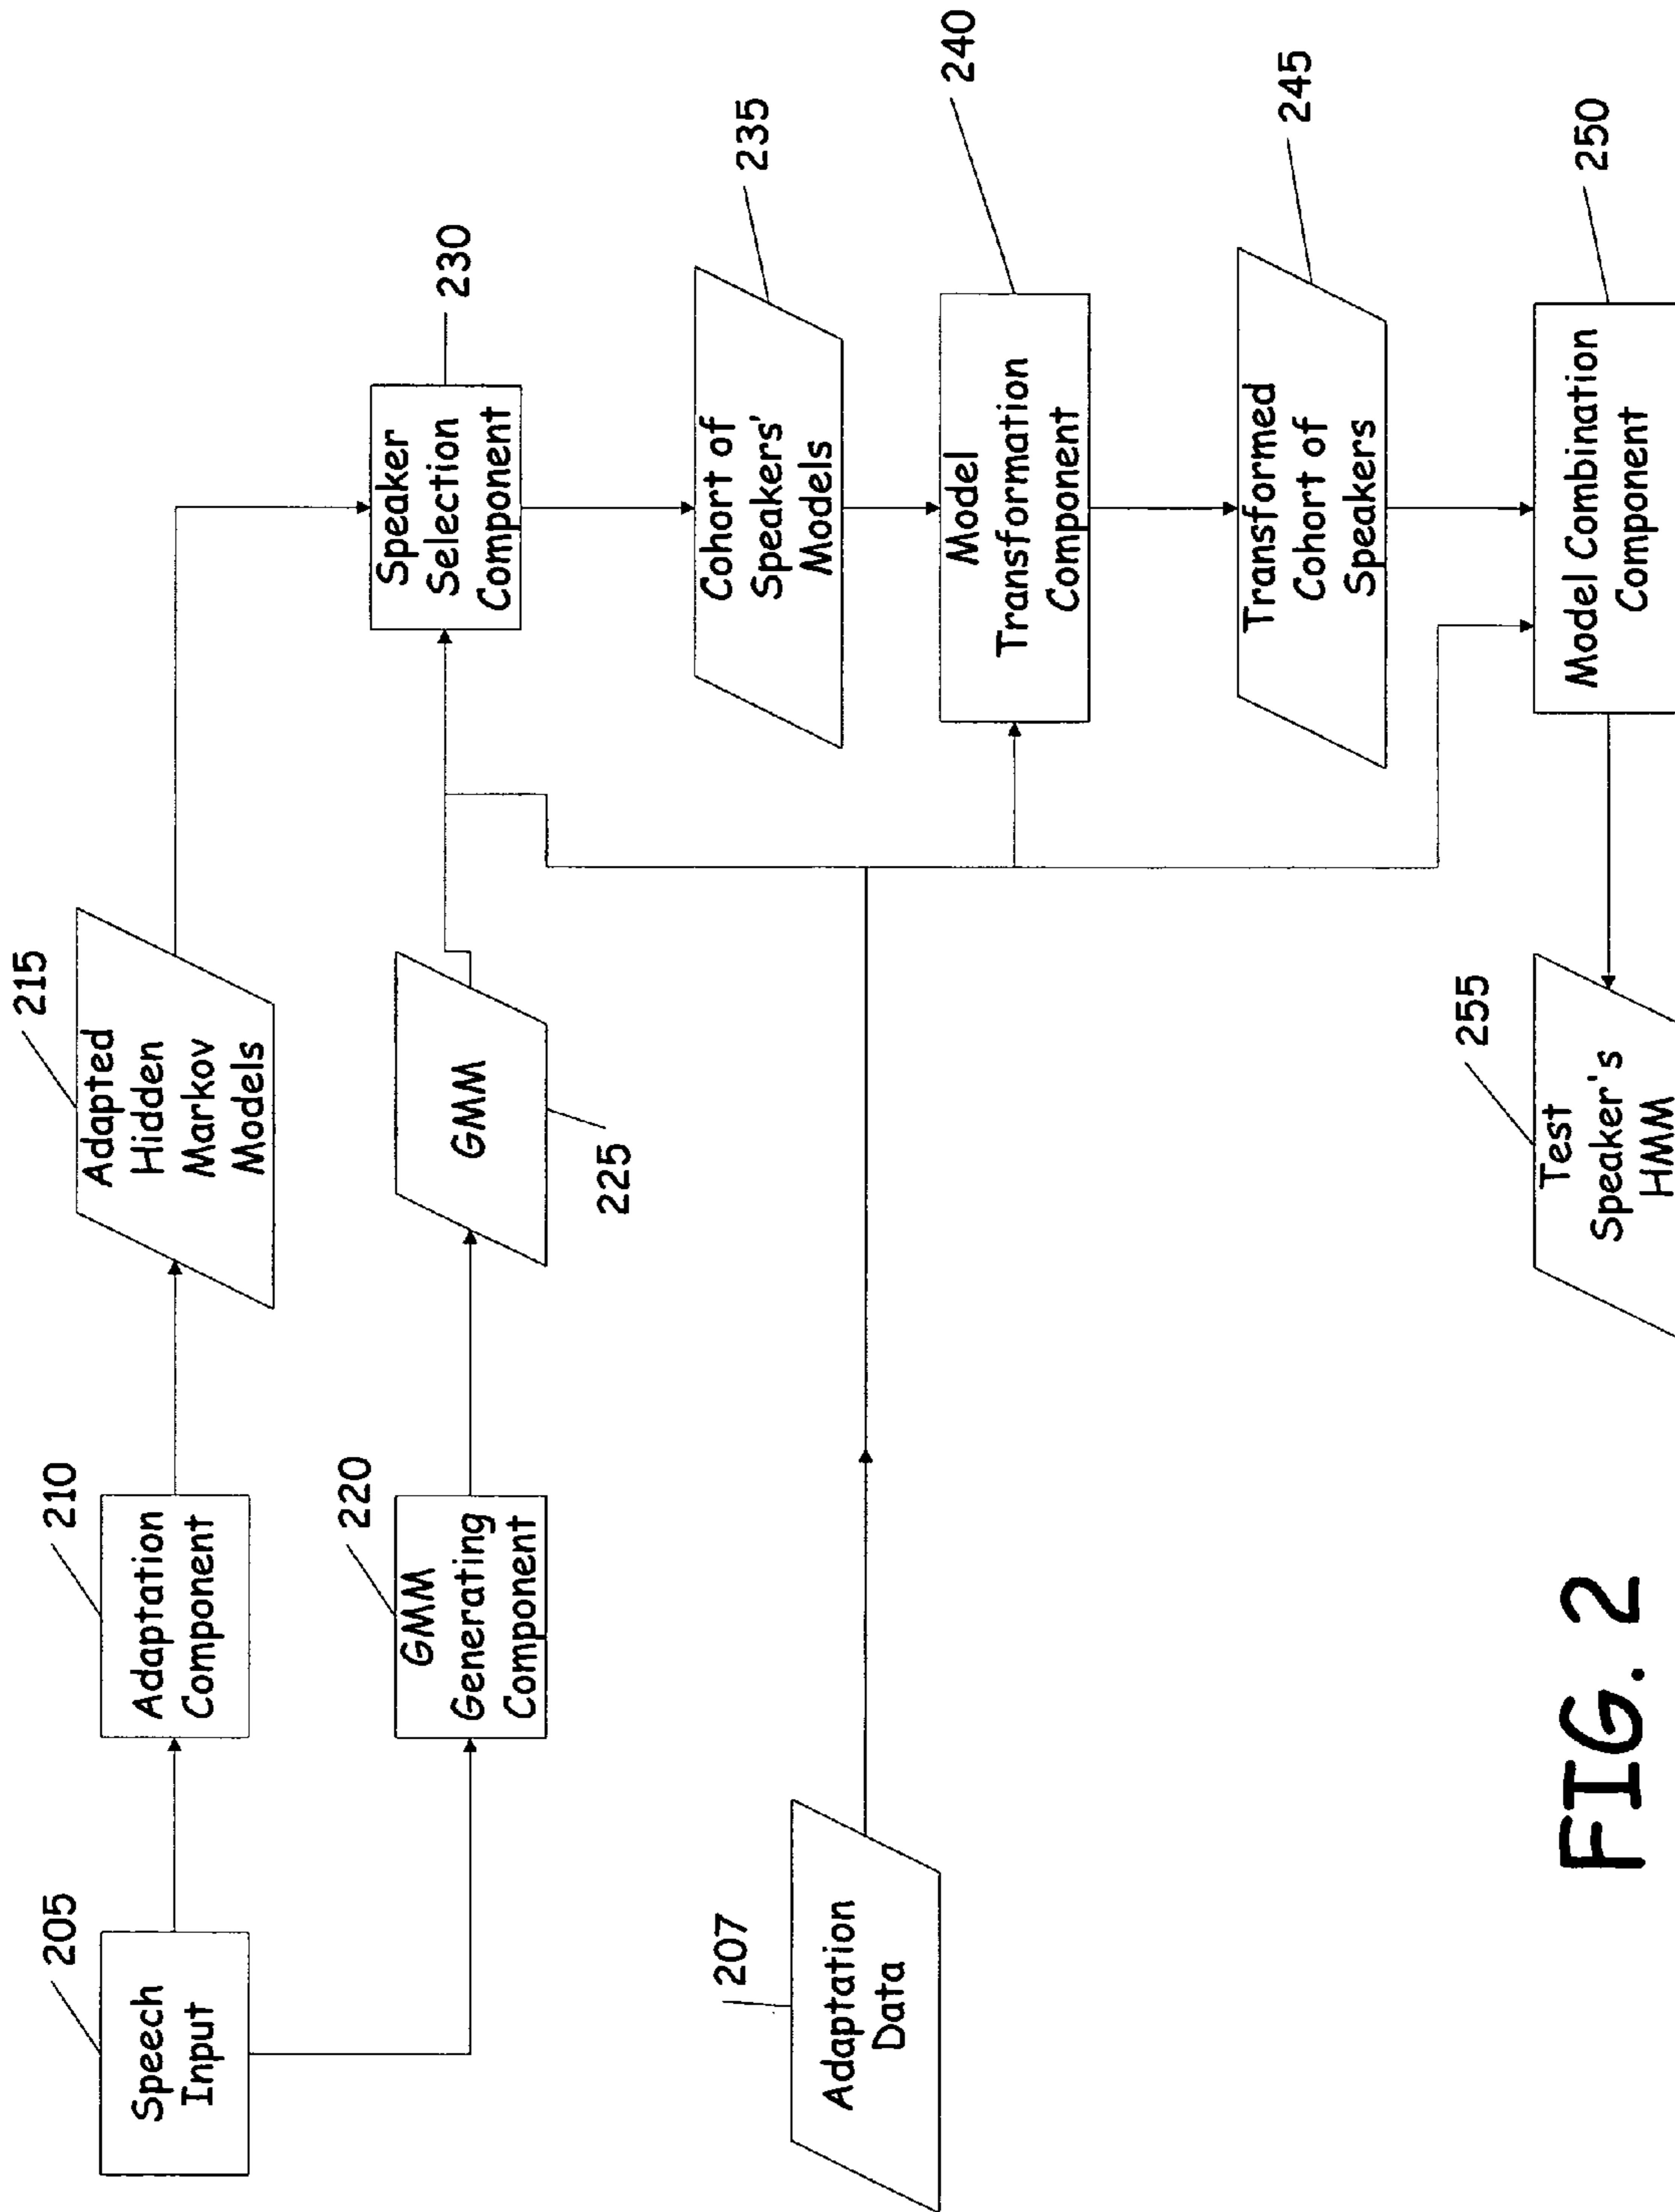 205
Speech
Input
210
Adaptation
Component
215
Adapted
Hidden
Markov
Models
220
GMM
Generating
Component
GMM
225
Speaker
Selection
Component
230
207
Adaptation
Data
Cohort of
Speakers'
Models
235
Model
Transformation
Component
240
Transformed
Cohort of
Speakers
245
Model Combination
Component
250
255
Test
Speaker's
HMM
FIG. 2